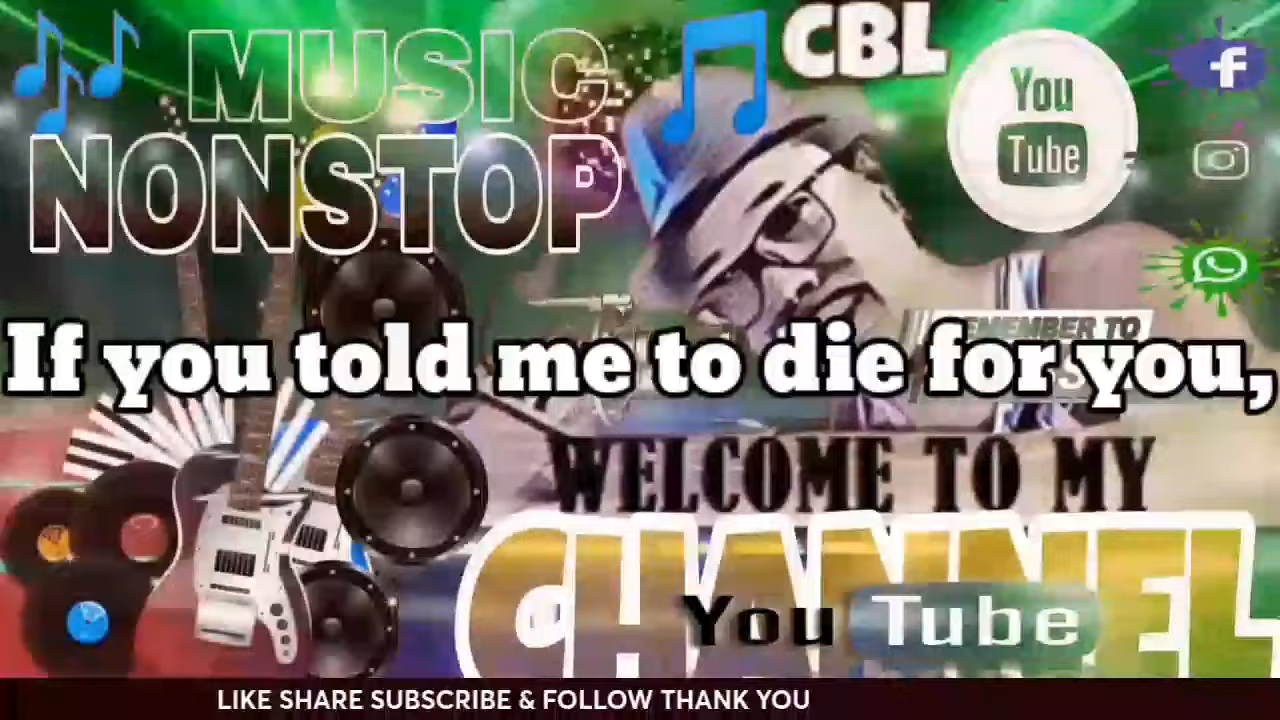 MUSIC
NONSTOP
CBL
You
Tube
If you told me to die for you,
WELCOME TO MY
CHANNEL
You Tube
LIKE SHARE SUBSCRIBE & FOLLOW THANK YOU